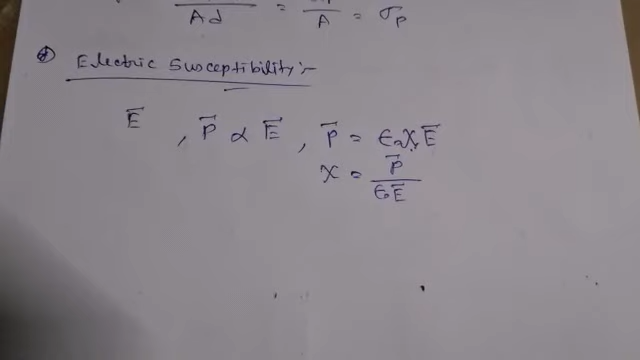 Ad = A = σp
Electric Susceptibility :-
E⃗ , P⃗ ∝ E⃗ , P⃗ = ϵ₀χE⃗
χ = P⃗ / ϵ₀E⃗